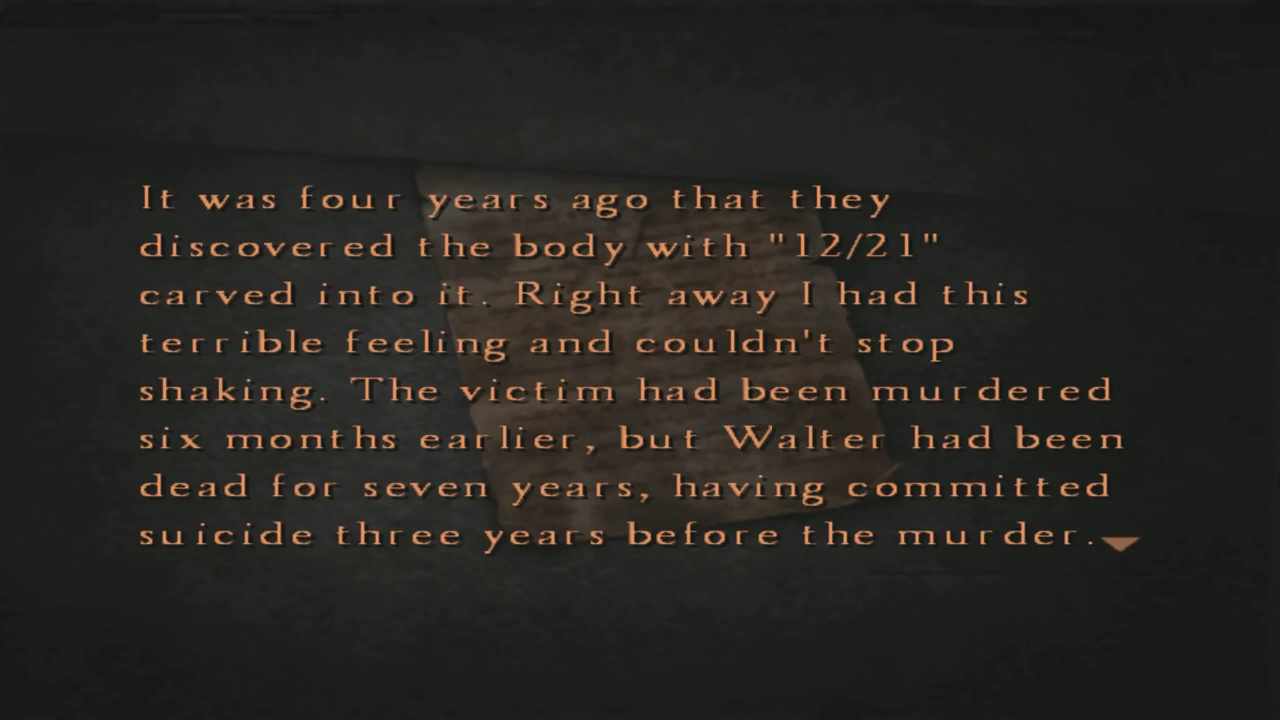 It was four years ago that they
discovered the body with "12/21"
carved into it. Right away I had this
terrible feeling and couldn't stop
shaking. The victim had been murdered
six months earlier, but Walter had been
dead for seven years, having committed
suicide three years before the murder.